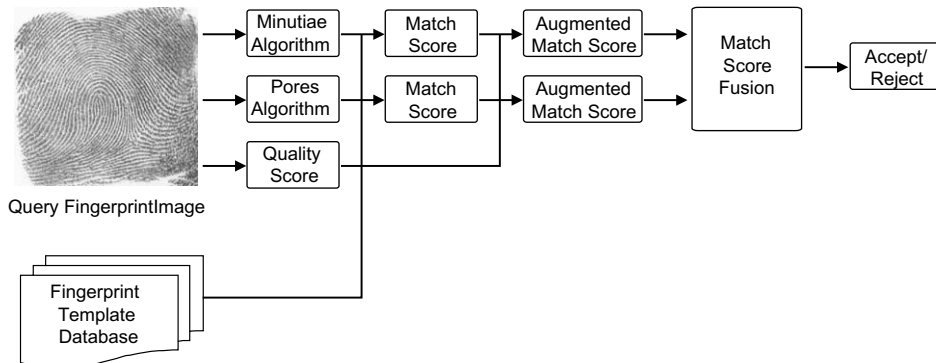 Minutiae
Algorithm
Match
Score
Augmented
Match Score
Match
Score
Fusion
Accept/
Reject
Pores
Algorithm
Match
Score
Augmented
Match Score
Quality
Score
Query FingerprintImage
Fingerprint
Template
Database